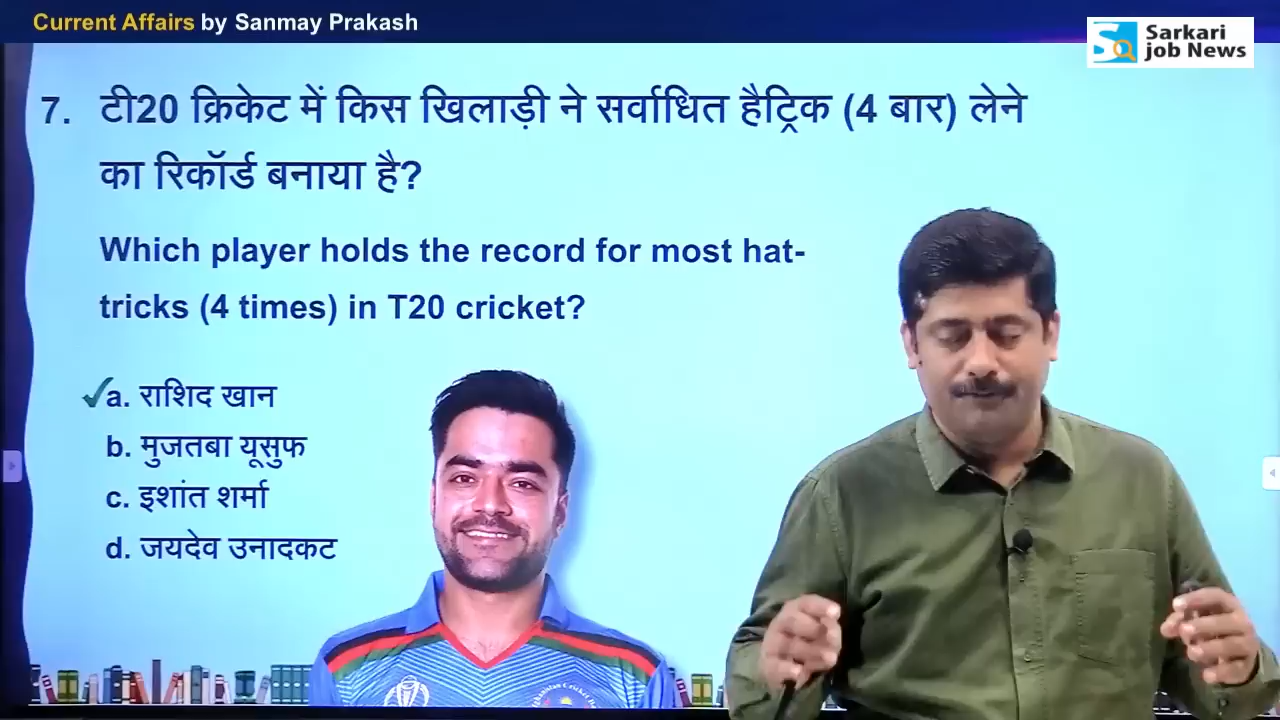 Current Affairs by Sanmay Prakash
Sarkari
job News
7. टी20 क्रिकेट में किस खिलाड़ी ने सर्वाधित हैट्रिक (4 बार) लेने
का रिकॉर्ड बनाया है?
Which player holds the record for most hat-
tricks (4 times) in T20 cricket?
a. राशिद खान
b. मुजतबा यूसुफ
c. इशांत शर्मा
d. जयदेव उनादकट